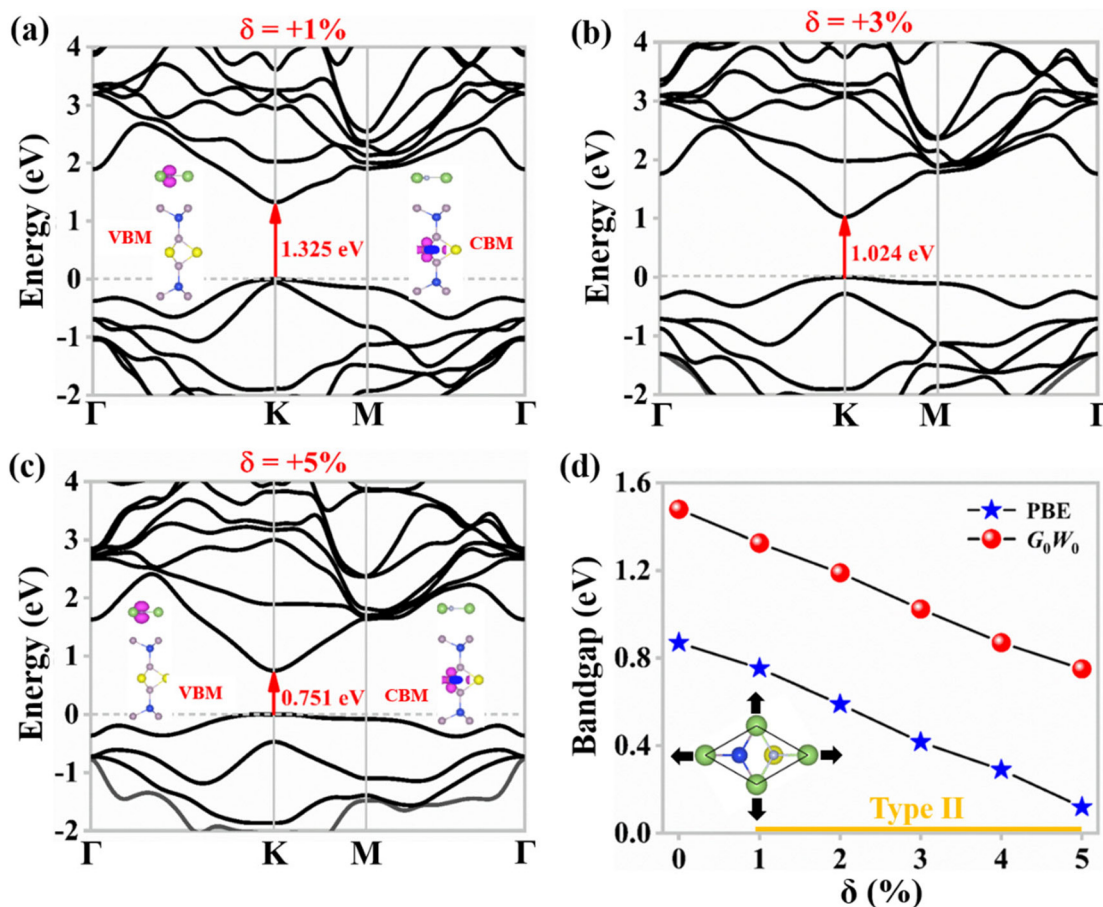 (a)
δ = +1%
Energy (eV)
4
3
2
1
0
-1
-2
VBM
CBM
1.325 eV
Γ
K
M
Γ
(b)
δ = +3%
Energy (eV)
4
3
2
1
0
-1
-2
1.024 eV
Γ
K
M
Γ
(c)
δ = +5%
Energy (eV)
4
3
2
1
0
-1
-2
VBM
CBM
0.751 eV
Γ
K
M
Γ
(d)
Bandgap (eV)
1.6
1.2
0.8
0.4
0.0
PBE
G₀W₀
Type II
0
1
2
3
4
5
δ (%)